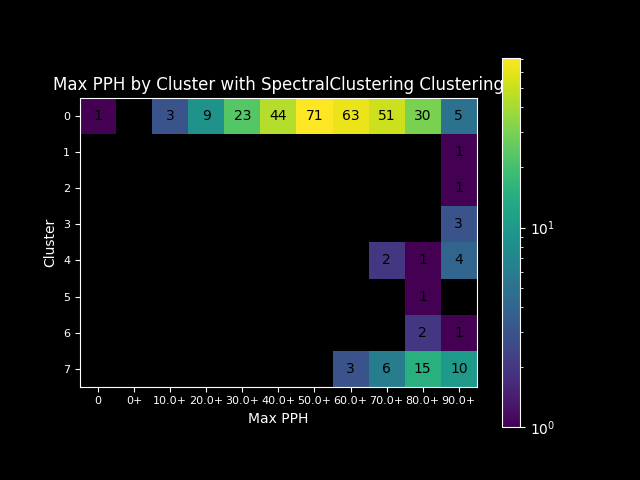 Max PPH by Cluster with SpectralClustering Clustering
0 1 3 9 23 44 71 63 51 30 5
1 1
2 1
3 3
4 2 1 4
5 1
6 2 1
7 3 6 15 10
0 0+ 10.0+ 20.0+ 30.0+ 40.0+ 50.0+ 60.0+ 70.0+ 80.0+ 90.0+
Max PPH
Cluster
10^1
10^0